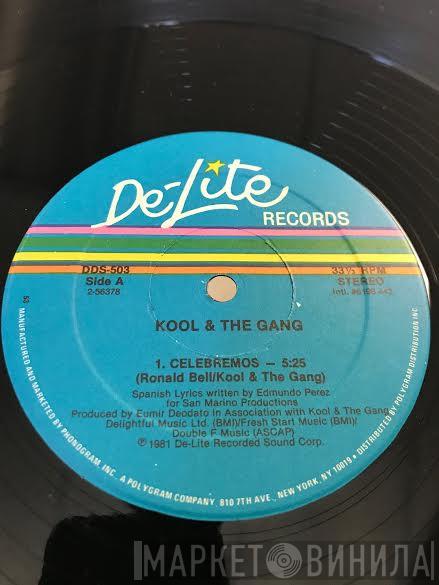 De-Lite
RECORDS
DDS-503
Side A
2-56378
33⅓ RPM
STEREO
Intl. #6198 442
KOOL & THE GANG
1. CELEBREMOS — 5:25
(Ronald Bell/Kool & The Gang)
Spanish Lyrics written by Edmundo Perez
for San Marino Productions
Produced by Eumir Deodato in Association with Kool & The Gang
Delightful Music Ltd. (BMI)/Fresh Start Music (BMI)/
Double F Music (ASCAP)
℗ 1981 De-Lite Recorded Sound Corp.
53 MANUFACTURED AND MARKETED BY PHONOGRAM, INC. A POLYGRAM COMPANY, 810 7TH AVE., NEW YORK, N.Y. 10019 • DISTRIBUTED BY POLYGRAM DISTRIBUTION INC.
МАРКЕТ ВИНИЛА